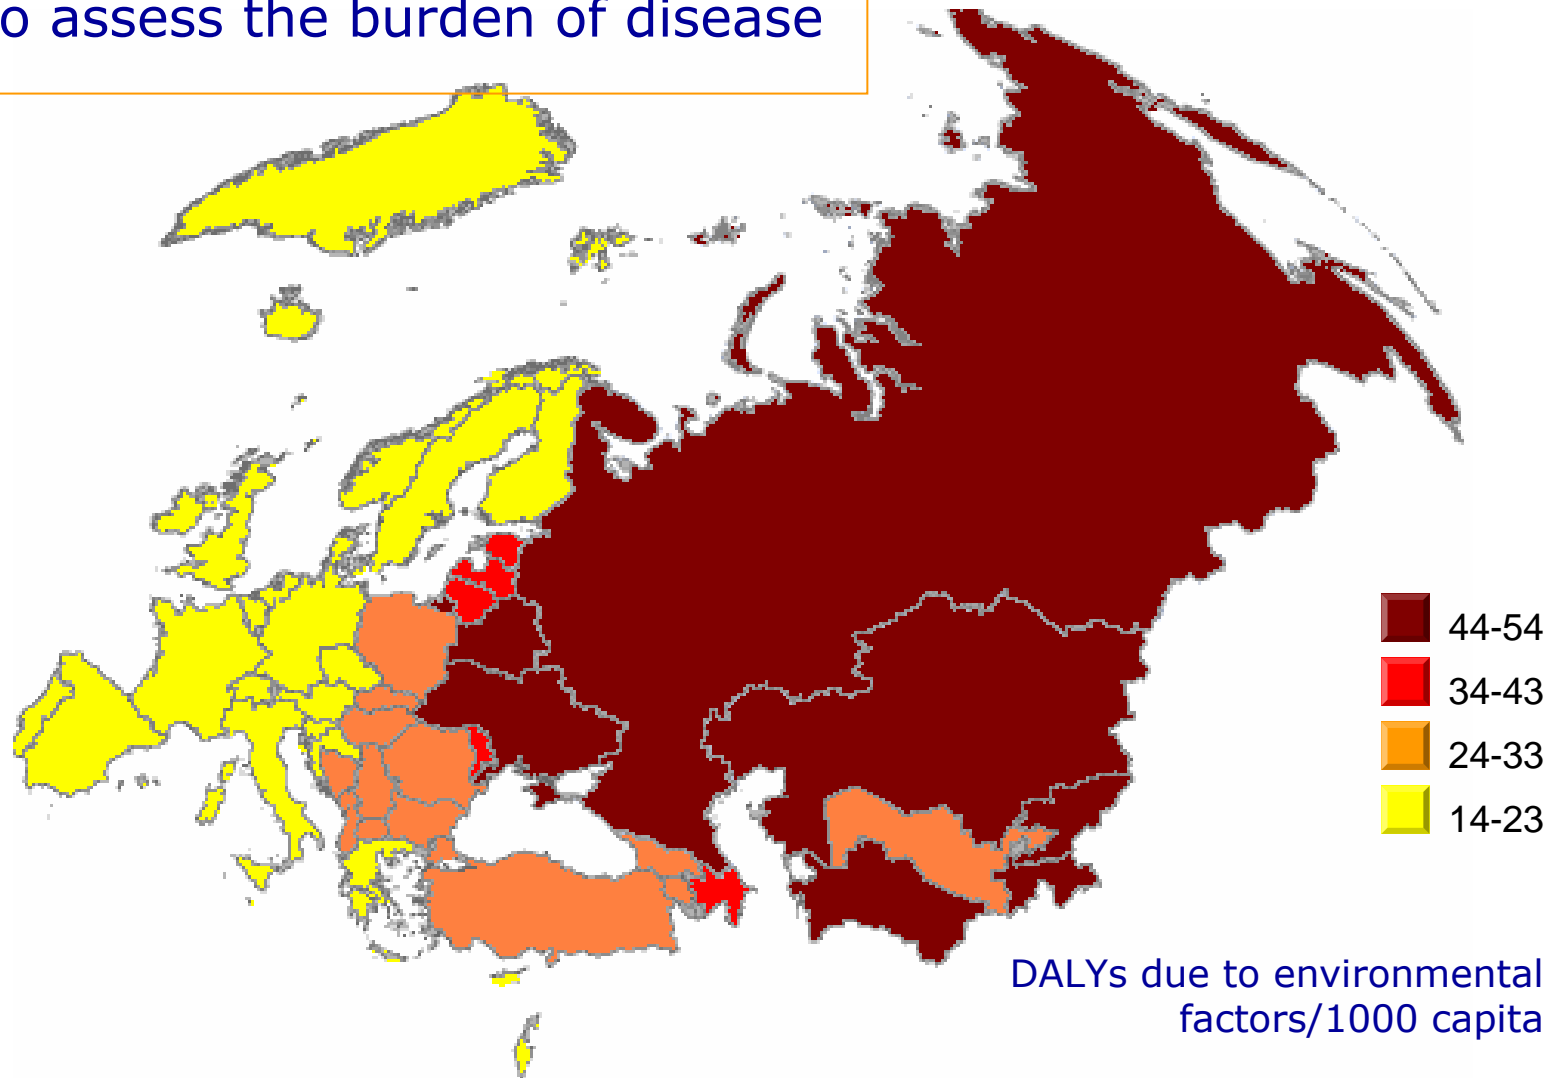 o assess the burden of disease
44-54
34-43
24-33
14-23
DALYs due to environmental
factors/1000 capita